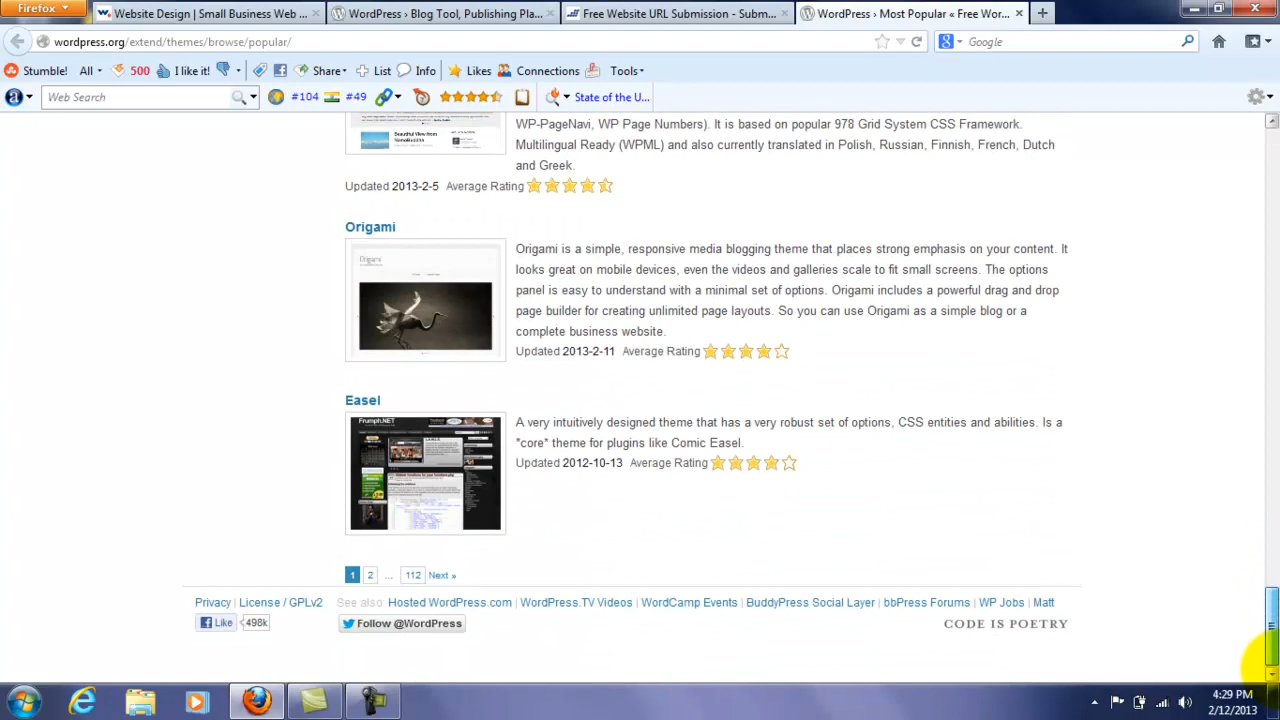 Firefox
Website Design | Small Business Web ...
WordPress › Blog Tool, Publishing Pla...
Free Website URL Submission - Subm...
WordPress › Most Popular « Free Wor...
wordpress.org/extend/themes/browse/popular/
Google
Stumble! All 500 I like it! Share List Info Likes Connections Tools
Web Search #104 #49 State of the U...
WP-PageNavi, WP Page Numbers). It is based on popular 978 Grid System CSS Framework.
Multilingual Ready (WPML) and also currently translated in Polish, Russian, Finnish, French, Dutch
and Greek.
Updated 2013-2-5 Average Rating
Origami
Origami
Origami is a simple, responsive media blogging theme that places strong emphasis on your content. It
looks great on mobile devices, even the videos and galleries scale to fit small screens. The options
panel is easy to understand with a minimal set of options. Origami includes a powerful drag and drop
page builder for creating unlimited page layouts. So you can use Origami as a simple blog or a
complete business website.
Updated 2013-2-11 Average Rating
Easel
Frumph.NET
A very intuitively designed theme that has a very robust set of options, CSS entities and abilities. Is a
*core* theme for plugins like Comic Easel.
Updated 2012-10-13 Average Rating
1 2 ... 112 Next »
Privacy | License / GPLv2 See also: Hosted WordPress.com | WordPress.TV Videos | WordCamp Events | BuddyPress Social Layer | bbPress Forums | WP Jobs | Matt
Like 498k Follow @WordPress CODE IS POETRY
4:29 PM
2/12/2013